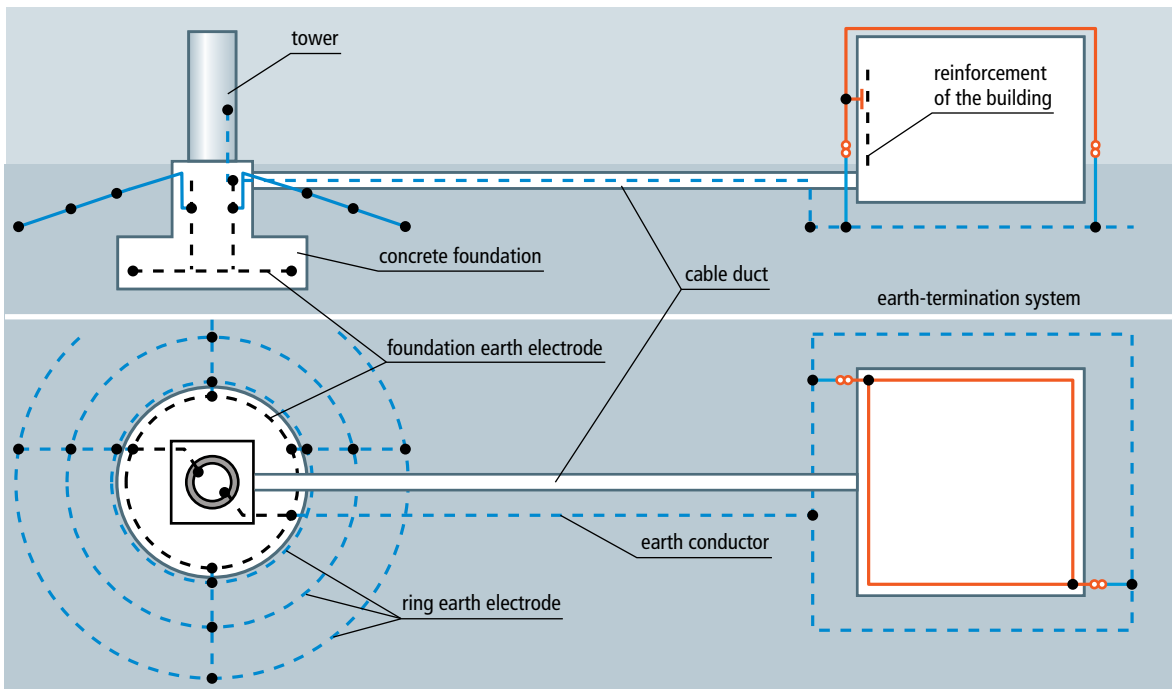 tower
reinforcement
of the building
concrete foundation
cable duct
earth-termination system
foundation earth electrode
earth conductor
ring earth electrode